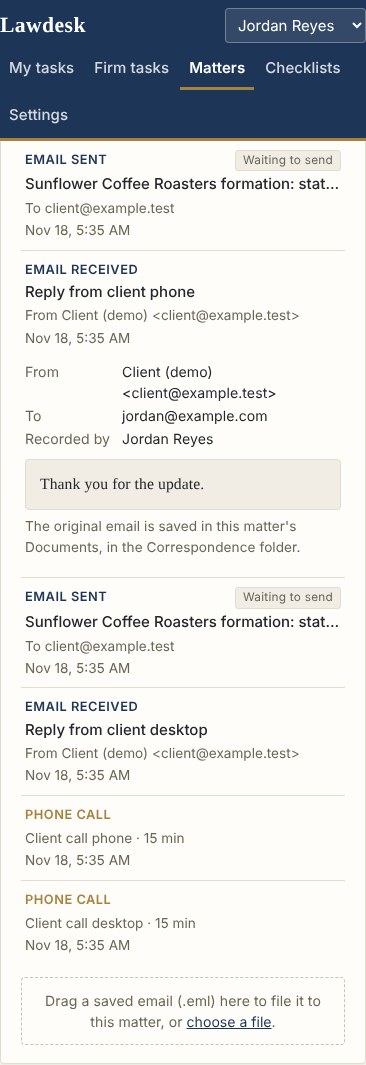 Lawdesk
Jordan Reyes
My tasks Firm tasks Matters Checklists
Settings
EMAIL SENT Waiting to send
Sunflower Coffee Roasters formation: stat...
To client@example.test
Nov 18, 5:35 AM
EMAIL RECEIVED
Reply from client phone
From Client (demo) <client@example.test>
Nov 18, 5:35 AM
From Client (demo)
<client@example.test>
To jordan@example.com
Recorded by Jordan Reyes
Thank you for the update.
The original email is saved in this matter's
Documents, in the Correspondence folder.
EMAIL SENT Waiting to send
Sunflower Coffee Roasters formation: stat...
To client@example.test
Nov 18, 5:35 AM
EMAIL RECEIVED
Reply from client desktop
From Client (demo) <client@example.test>
Nov 18, 5:35 AM
PHONE CALL
Client call phone · 15 min
Nov 18, 5:35 AM
PHONE CALL
Client call desktop · 15 min
Nov 18, 5:35 AM
Drag a saved email (.eml) here to file it to
this matter, or choose a file.